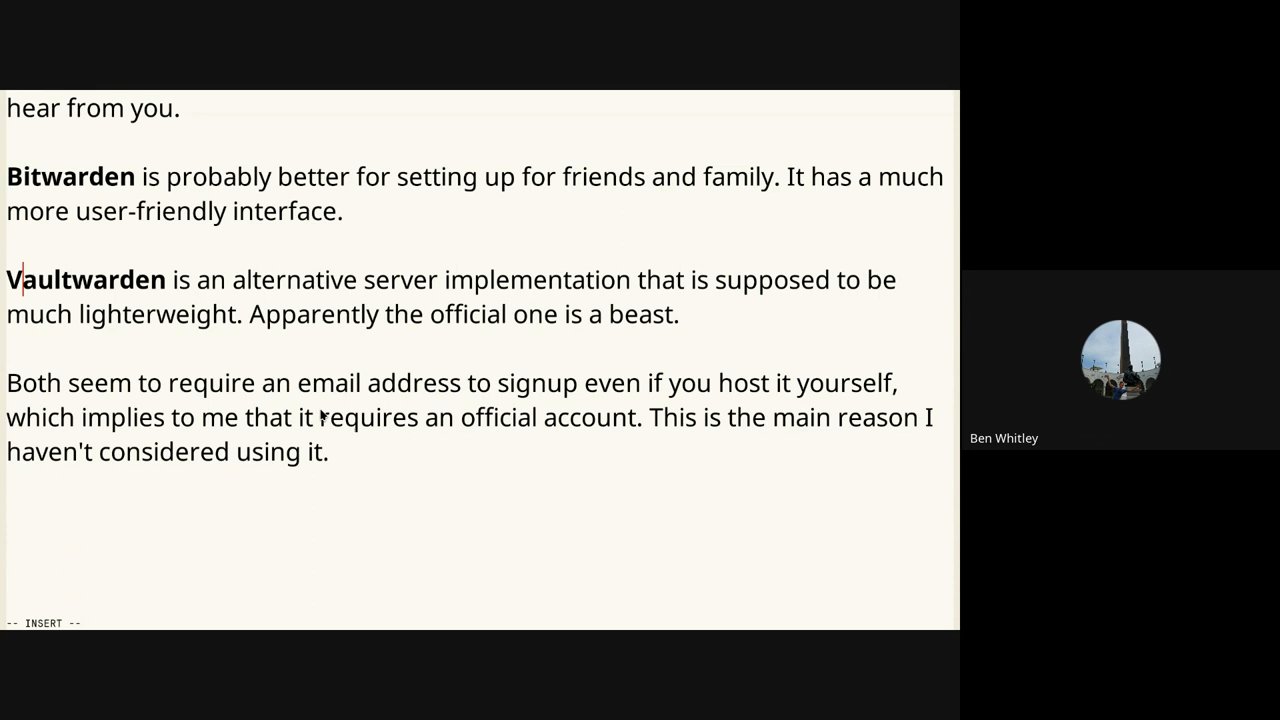 hear from you.
Bitwarden is probably better for setting up for friends and family. It has a much
more user-friendly interface.
Vaultwarden is an alternative server implementation that is supposed to be
much lighterweight. Apparently the official one is a beast.
Both seem to require an email address to signup even if you host it yourself,
which implies to me that it requires an official account. This is the main reason I
haven't considered using it.
-- INSERT --
Ben Whitley